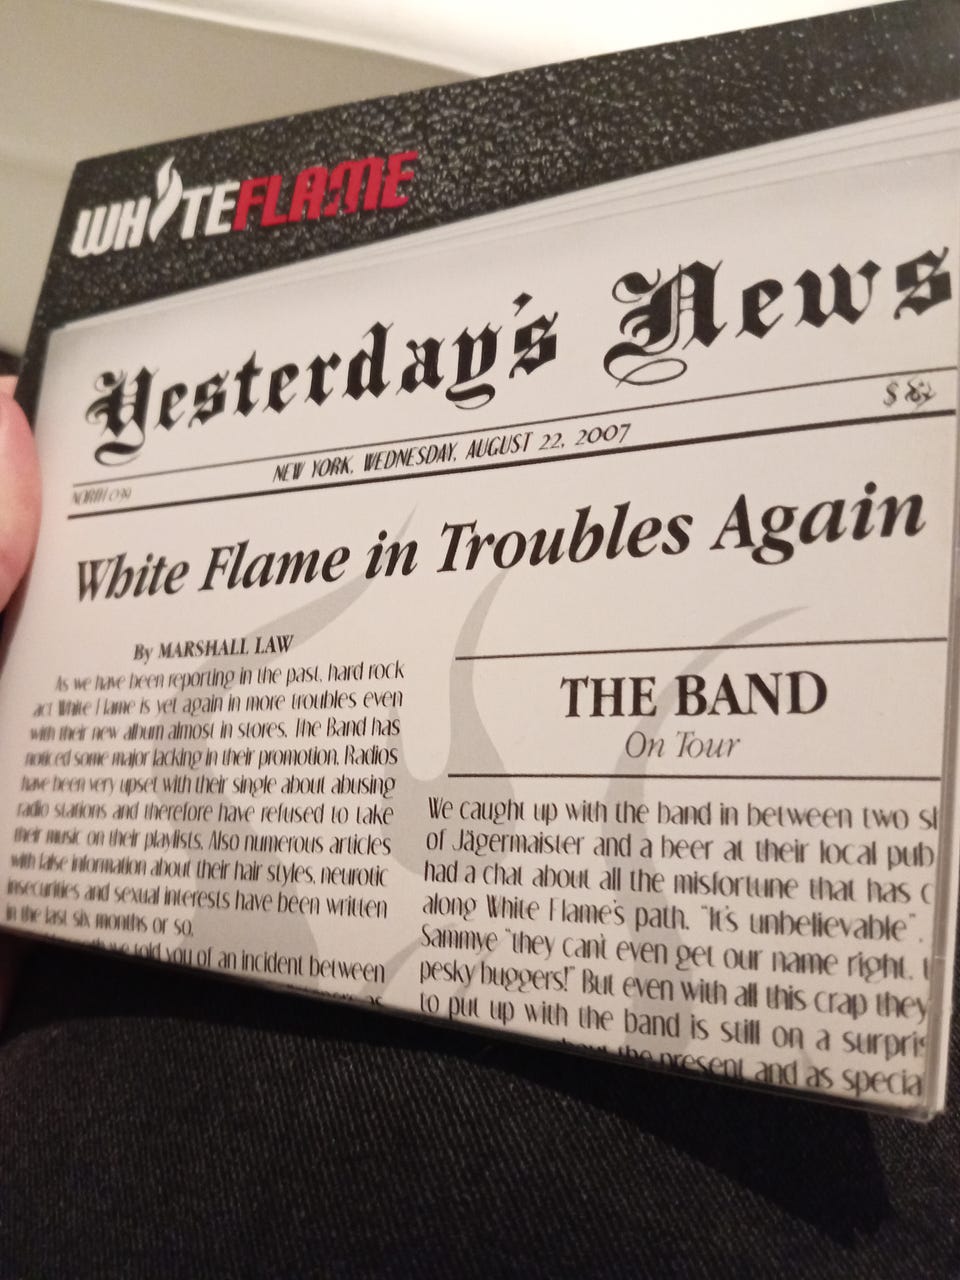 WHITEFLAME
Yesterday's News
$
NEW YORK, WEDNESDAY, AUGUST 22, 2007
White Flame in Troubles Again
By MARSHALL LAW
As we have been reporting in the past, hard rock
act White Flame is yet again in more troubles even
with their new album almost in stores. The Band has
noticed some major lacking in their promotion. Radios
have been very upset with their single about abusing
radio stations and therefore have refused to take
their music on their playlists. Also numerous articles
with false information about their hair styles, neurotic
insecurities and sexual interests have been written
in the last six months or so.
we told you of an incident between
THE BAND
On Tour
We caught up with the band in between two
of Jägermaister and a beer at their local pub
had a chat about all the misfortune that has
along White Flame's path. "It's unbelievable".
Sammye "they can't even get our name right.
pesky buggers!" But even with all this crap they
to put up with the band is still on a
about the present and as